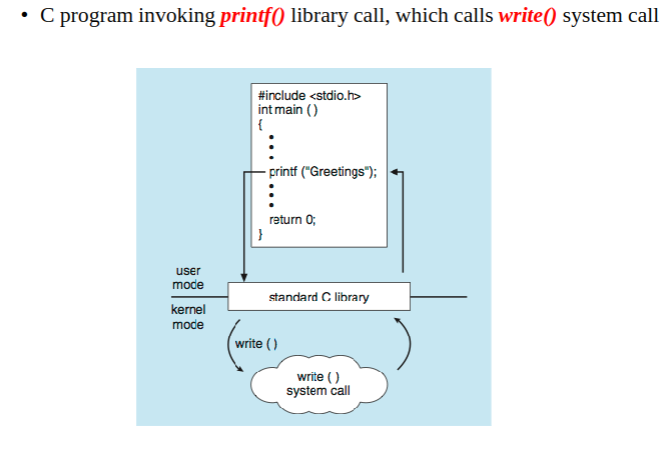 • C program invoking printf() library call, which calls write() system call
#include <stdio.h>
int main ( )
{
•
•
•
printf ("Greetings");
•
•
•
return 0;
}
user
mode
standard C library
kernel
mode
write ( )
write ( )
system call